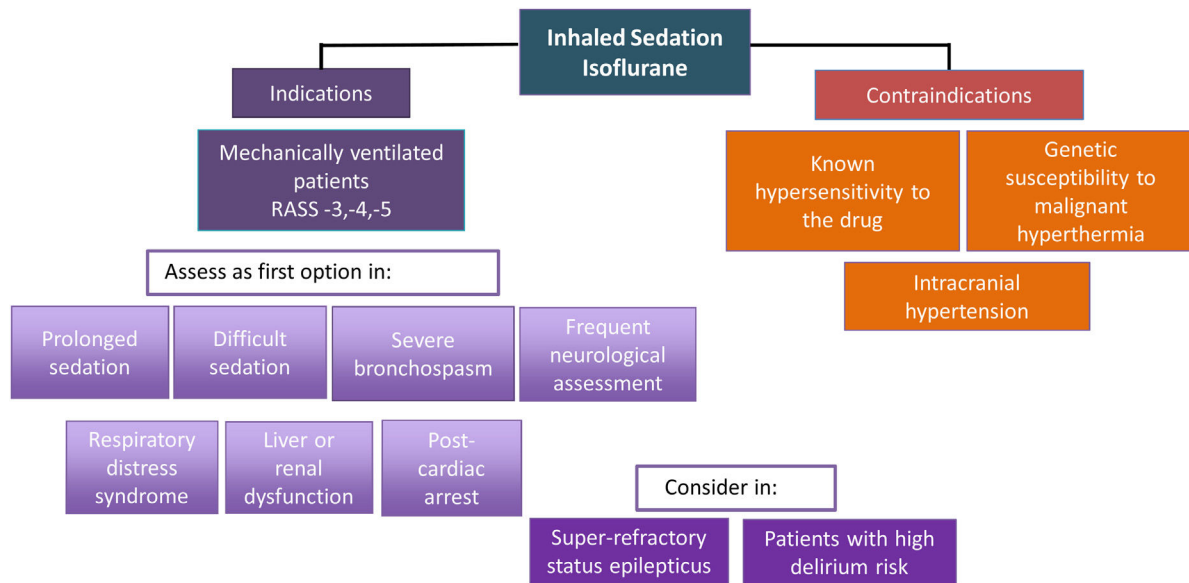 Inhaled Sedation
Isoflurane
Indications
Contraindications
Mechanically ventilated
patients
RASS -3,-4,-5
Known
hypersensitivity to
the drug
Genetic
susceptibility to
malignant
hyperthermia
Intracranial
hypertension
Assess as first option in:
Prolonged
sedation
Difficult
sedation
Severe
bronchospasm
Frequent
neurological
assessment
Respiratory
distress
syndrome
Liver or
renal
dysfunction
Post-
cardiac
arrest
Consider in:
Super-refractory
status epilepticus
Patients with high
delirium risk